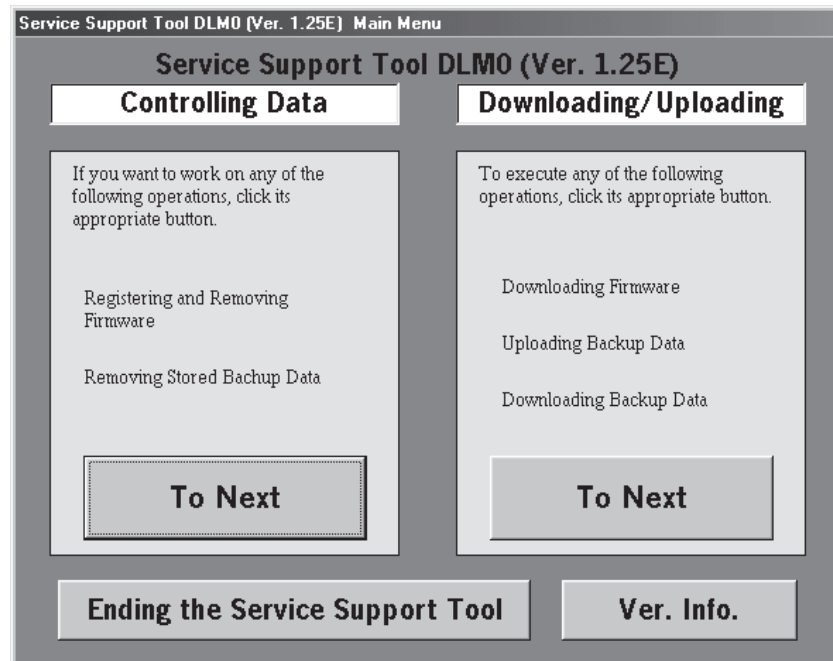 Service Support Tool DLM0 (Ver. 1.25E)  Main Menu
Service Support Tool DLM0 (Ver. 1.25E)
Controlling Data
If you want to work on any of the
following operations, click its
appropriate button.
Registering and Removing
Firmware
Removing Stored Bachup Data
To Next
Downloading/Uploading
To execute any of the following
operations, click its appropriate button.
Downloading Firmware
Uploading Backup Data
Downloading Backup Data
To Next
Ending the Service Support Tool
Ver. Info.